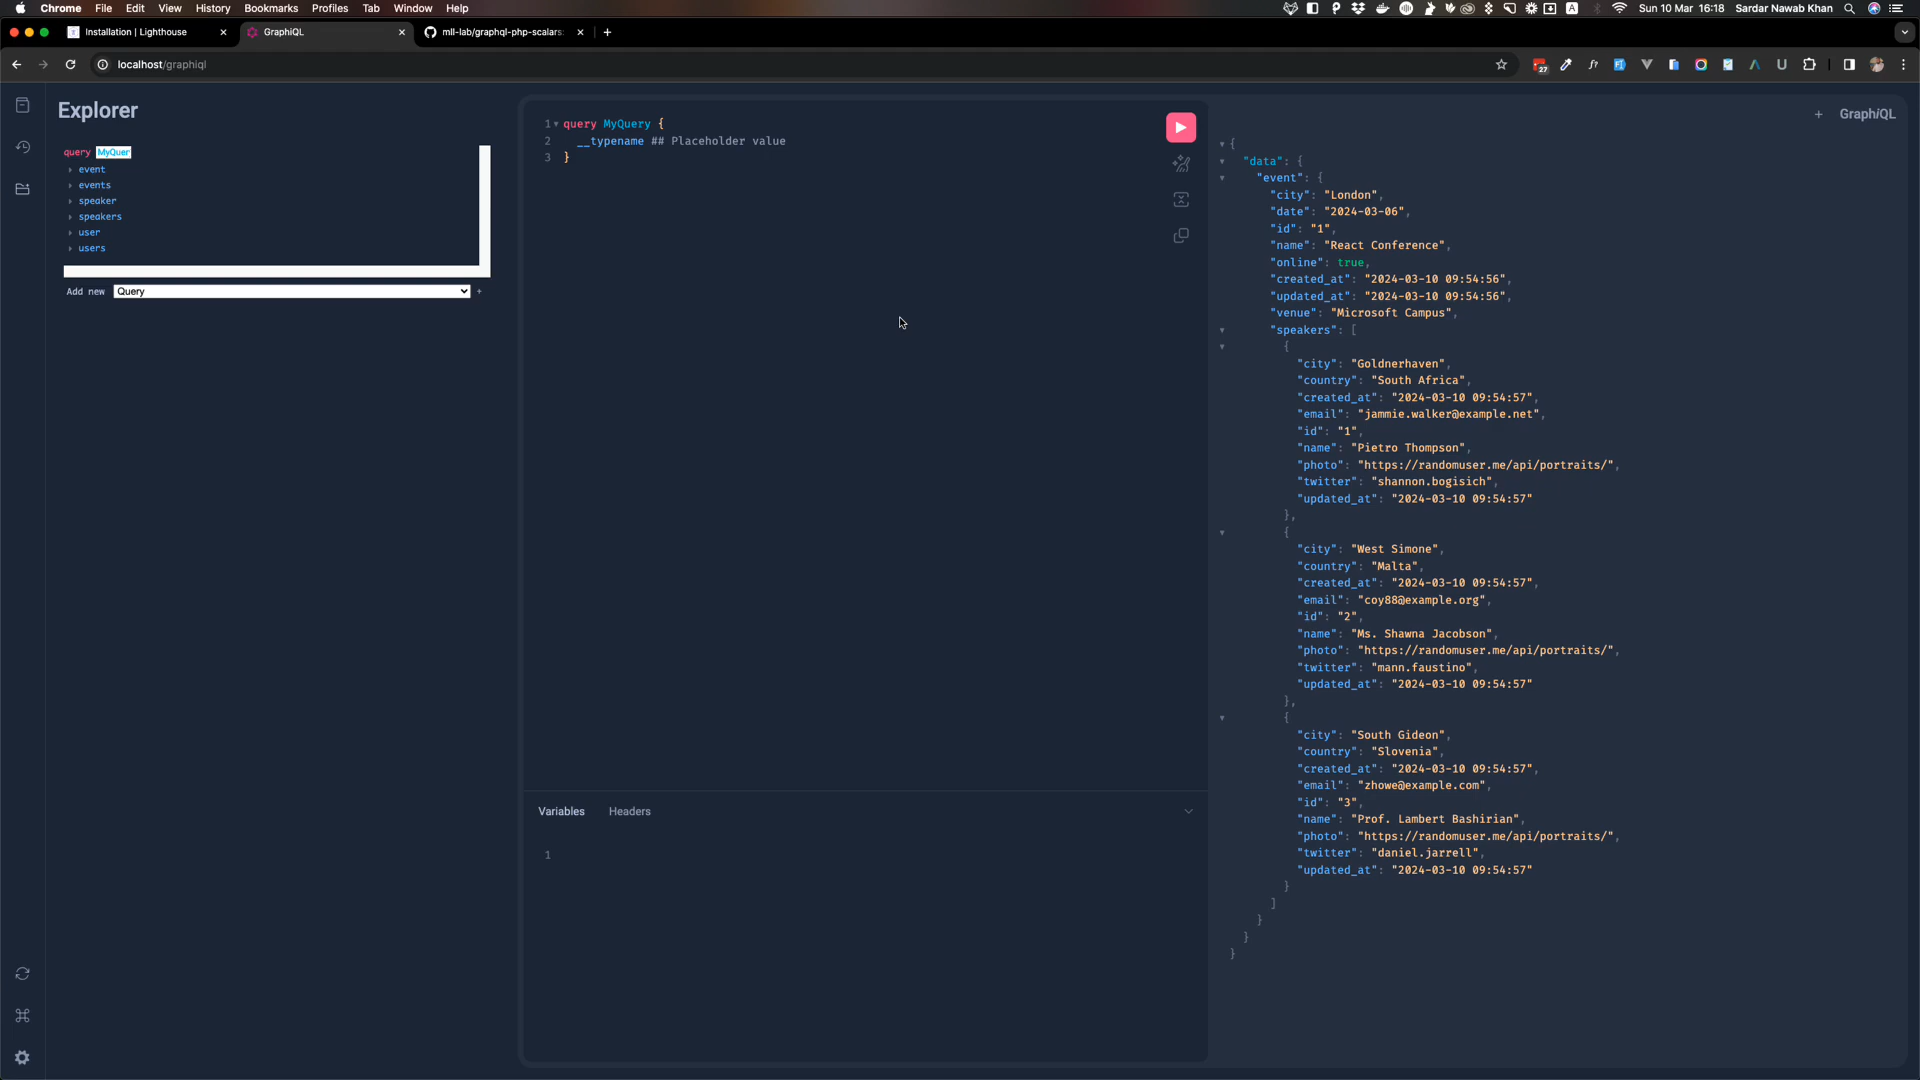 Chrome File Edit View History Bookmarks Profiles Tab Window Help
Sun 10 Mar 16:18 Sardar Nawab Khan
Installation | Lighthouse
GraphiQL
mll-lab/graphql-php-scalars:
localhost/graphiql
27
Explorer
query MyQuer
event
events
speaker
speakers
user
users
Add new Query +
1 query MyQuery {
2 __typename ## Placeholder value
3 }
Variables Headers
1
+ GraphiQL
{
"data": {
"event": {
"city": "London",
"date": "2024-03-06",
"id": "1",
"name": "React Conference",
"online": true,
"created_at": "2024-03-10 09:54:56",
"updated_at": "2024-03-10 09:54:56",
"venue": "Microsoft Campus",
"speakers": [
{
"city": "Goldnerhaven",
"country": "South Africa",
"created_at": "2024-03-10 09:54:57",
"email": "jammie.walker@example.net",
"id": "1",
"name": "Pietro Thompson",
"photo": "https://randomuser.me/api/portraits/",
"twitter": "shannon.bogisich",
"updated_at": "2024-03-10 09:54:57"
},
{
"city": "West Simone",
"country": "Malta",
"created_at": "2024-03-10 09:54:57",
"email": "coy88@example.org",
"id": "2",
"name": "Ms. Shawna Jacobson",
"photo": "https://randomuser.me/api/portraits/",
"twitter": "mann.faustino",
"updated_at": "2024-03-10 09:54:57"
},
{
"city": "South Gideon",
"country": "Slovenia",
"created_at": "2024-03-10 09:54:57",
"email": "zhowe@example.com",
"id": "3",
"name": "Prof. Lambert Bashirian",
"photo": "https://randomuser.me/api/portraits/",
"twitter": "daniel.jarrell",
"updated_at": "2024-03-10 09:54:57"
}
]
}
}
}